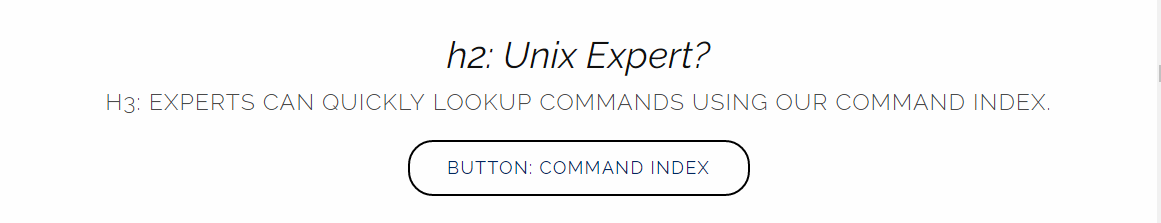 h2: Unix Expert?
H3: EXPERTS CAN QUICKLY LOOKUP COMMANDS USING OUR COMMAND INDEX.
BUTTON: COMMAND INDEX